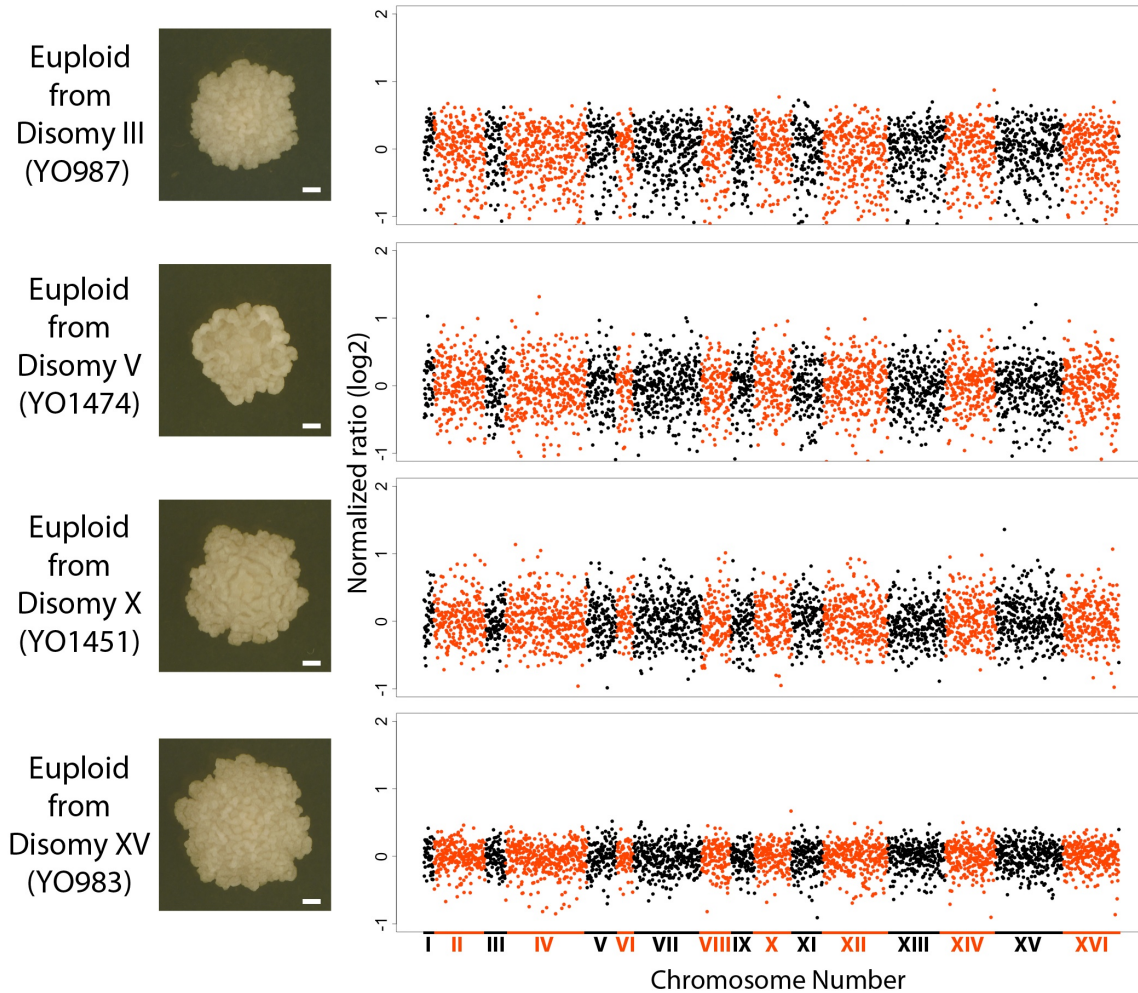 Euploid
from
Disomy III
(YO987)
2
1
0
-1
Euploid
from
Disomy V
(YO1474)
2
1
0
-1
Normalized ratio (log2)
Euploid
from
Disomy X
(YO1451)
2
1
0
-1
Euploid
from
Disomy XV
(YO983)
2
1
0
-1
I II III IV V VI VII VIII IX X XI XII XIII XIV XV XVI
Chromosome Number